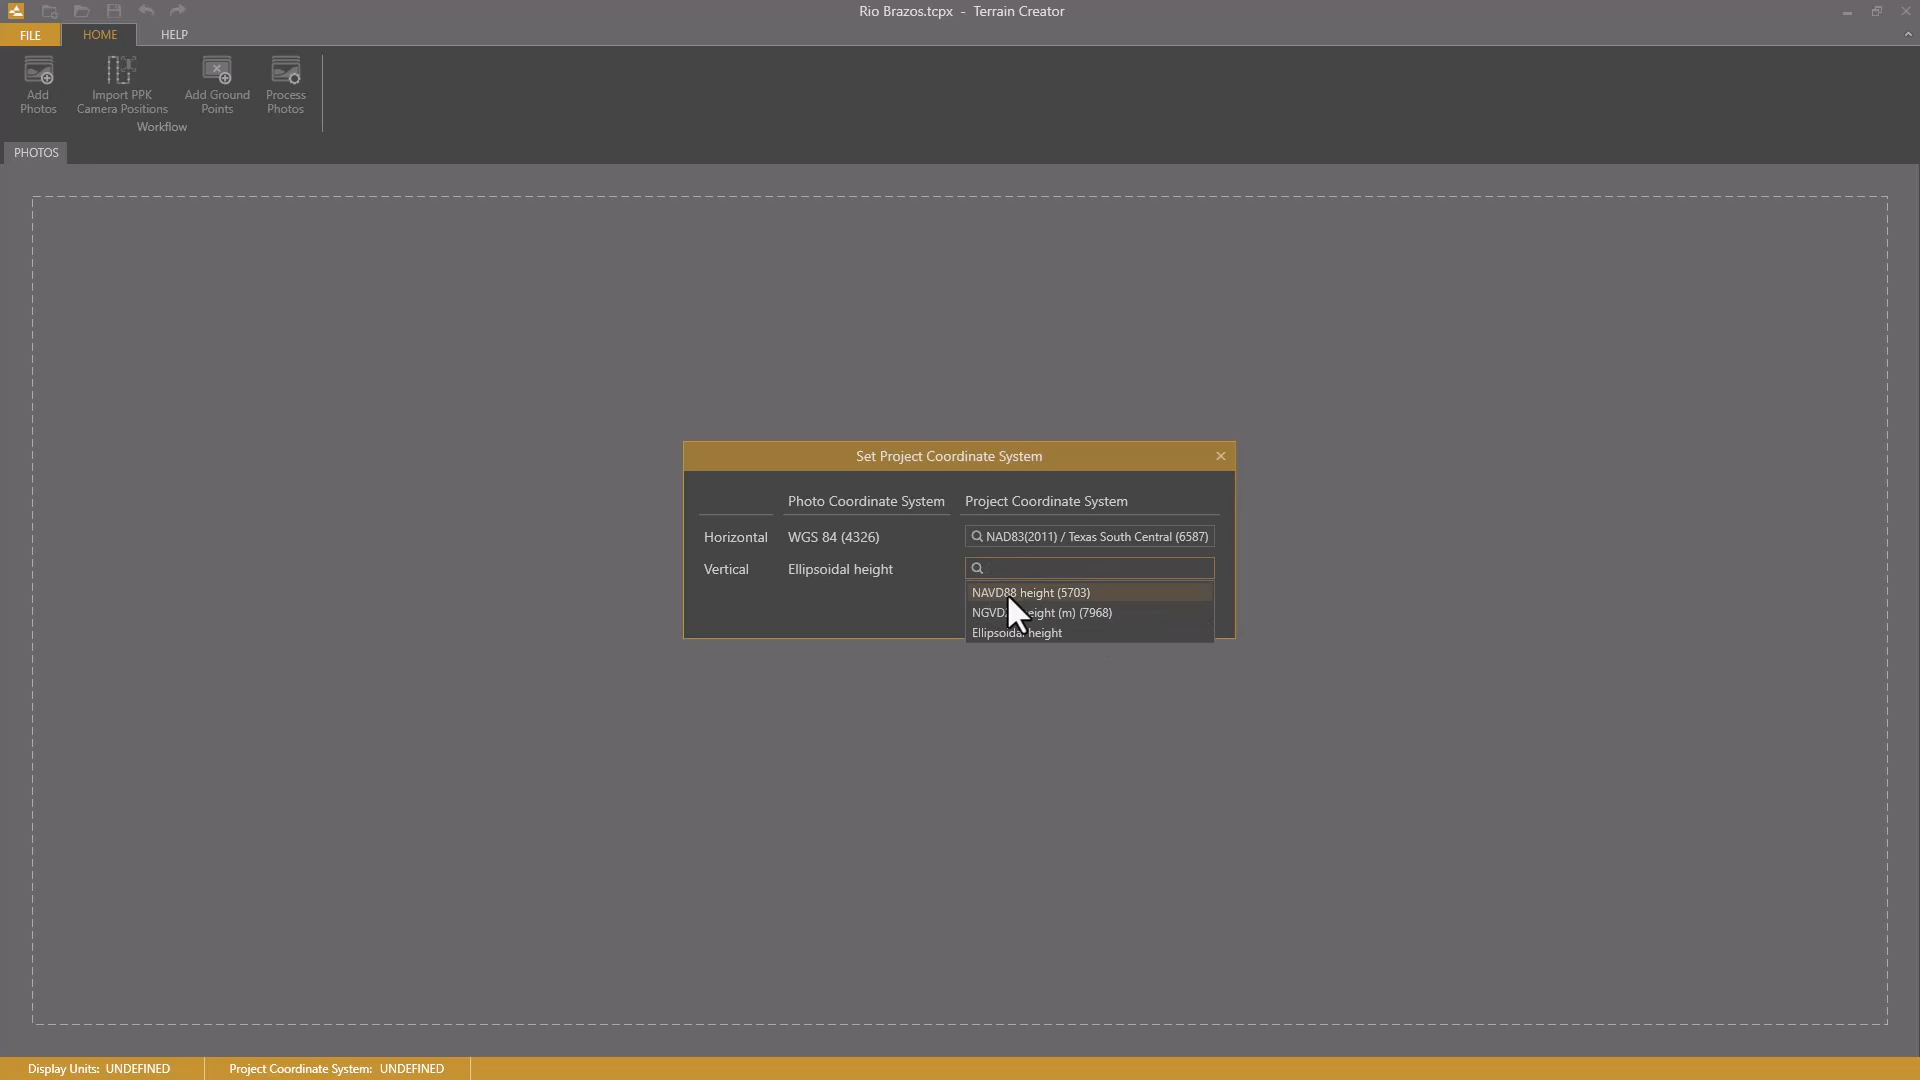 Rio Brazos.tcpx - Terrain Creator
FILE HOME HELP
Add Photos
Import PPK Camera Positions
Add Ground Points
Process Photos
Workflow
PHOTOS
Set Project Coordinate System
Photo Coordinate System Project Coordinate System
Horizontal WGS 84 (4326) NAD83(2011) / Texas South Central (6587)
Vertical Ellipsoidal height
NAVD88 height (5703)
(m) (7968)
Ellipsoidal height
Display Units: UNDEFINED Project Coordinate System: UNDEFINED